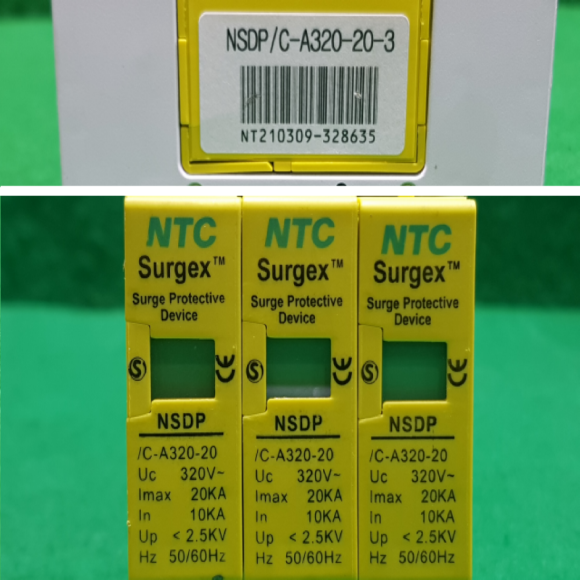 NSDP/C-A320-20-3
NT210309-328635
NTC
Surgex™
Surge Protective
Device
S
CE
NSDP
/C-A320-20
Uc 320V~
Imax 20KA
In 10KA
Up < 2.5KV
Hz 50/60Hz
NTC
Surgex™
Surge Protective
Device
S
CE
NSDP
/C-A320-20
Uc 320V~
Imax 20KA
In 10KA
Up < 2.5KV
Hz 50/60Hz
NTC
Surgex™
Surge Protective
Device
S
CE
NSDP
/C-A320-20
Uc 320V~
Imax 20KA
In 10KA
Up < 2.5KV
Hz 50/60Hz